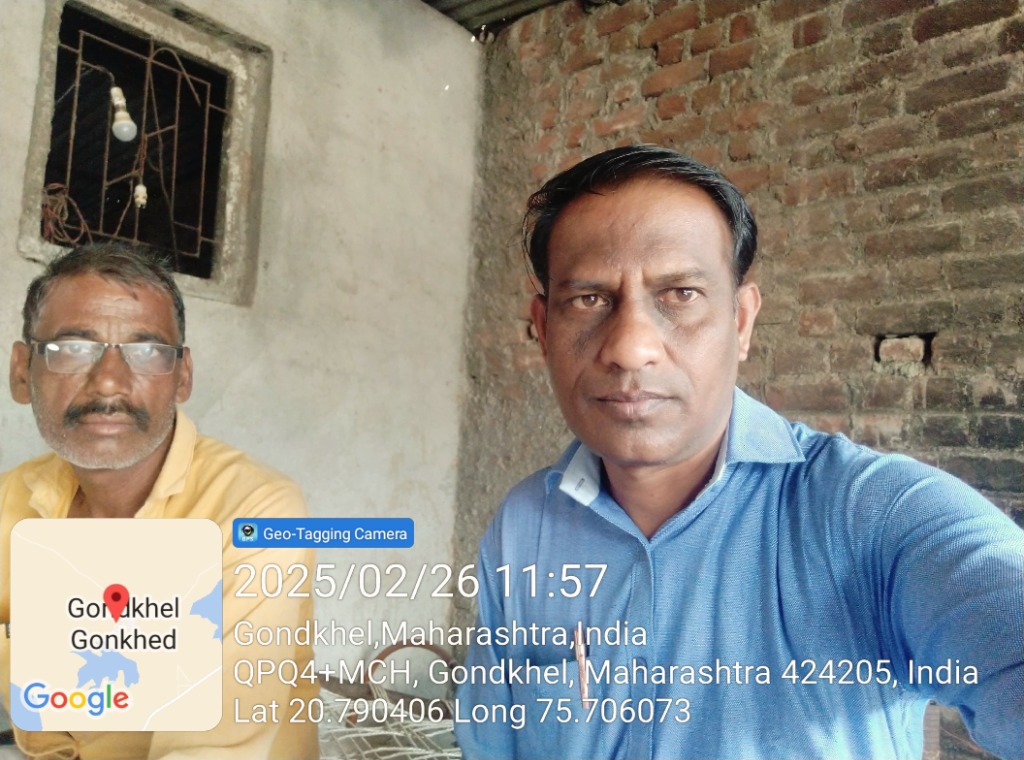 Geo-Tagging Camera
2025/02/26 11:57
Gondkhel,Maharashtra,India
QPQ4+MCH, Gondkhel, Maharashtra 424205, India
Lat 20.790406 Long 75.706073
Gondkhel
Gonkhed
Google